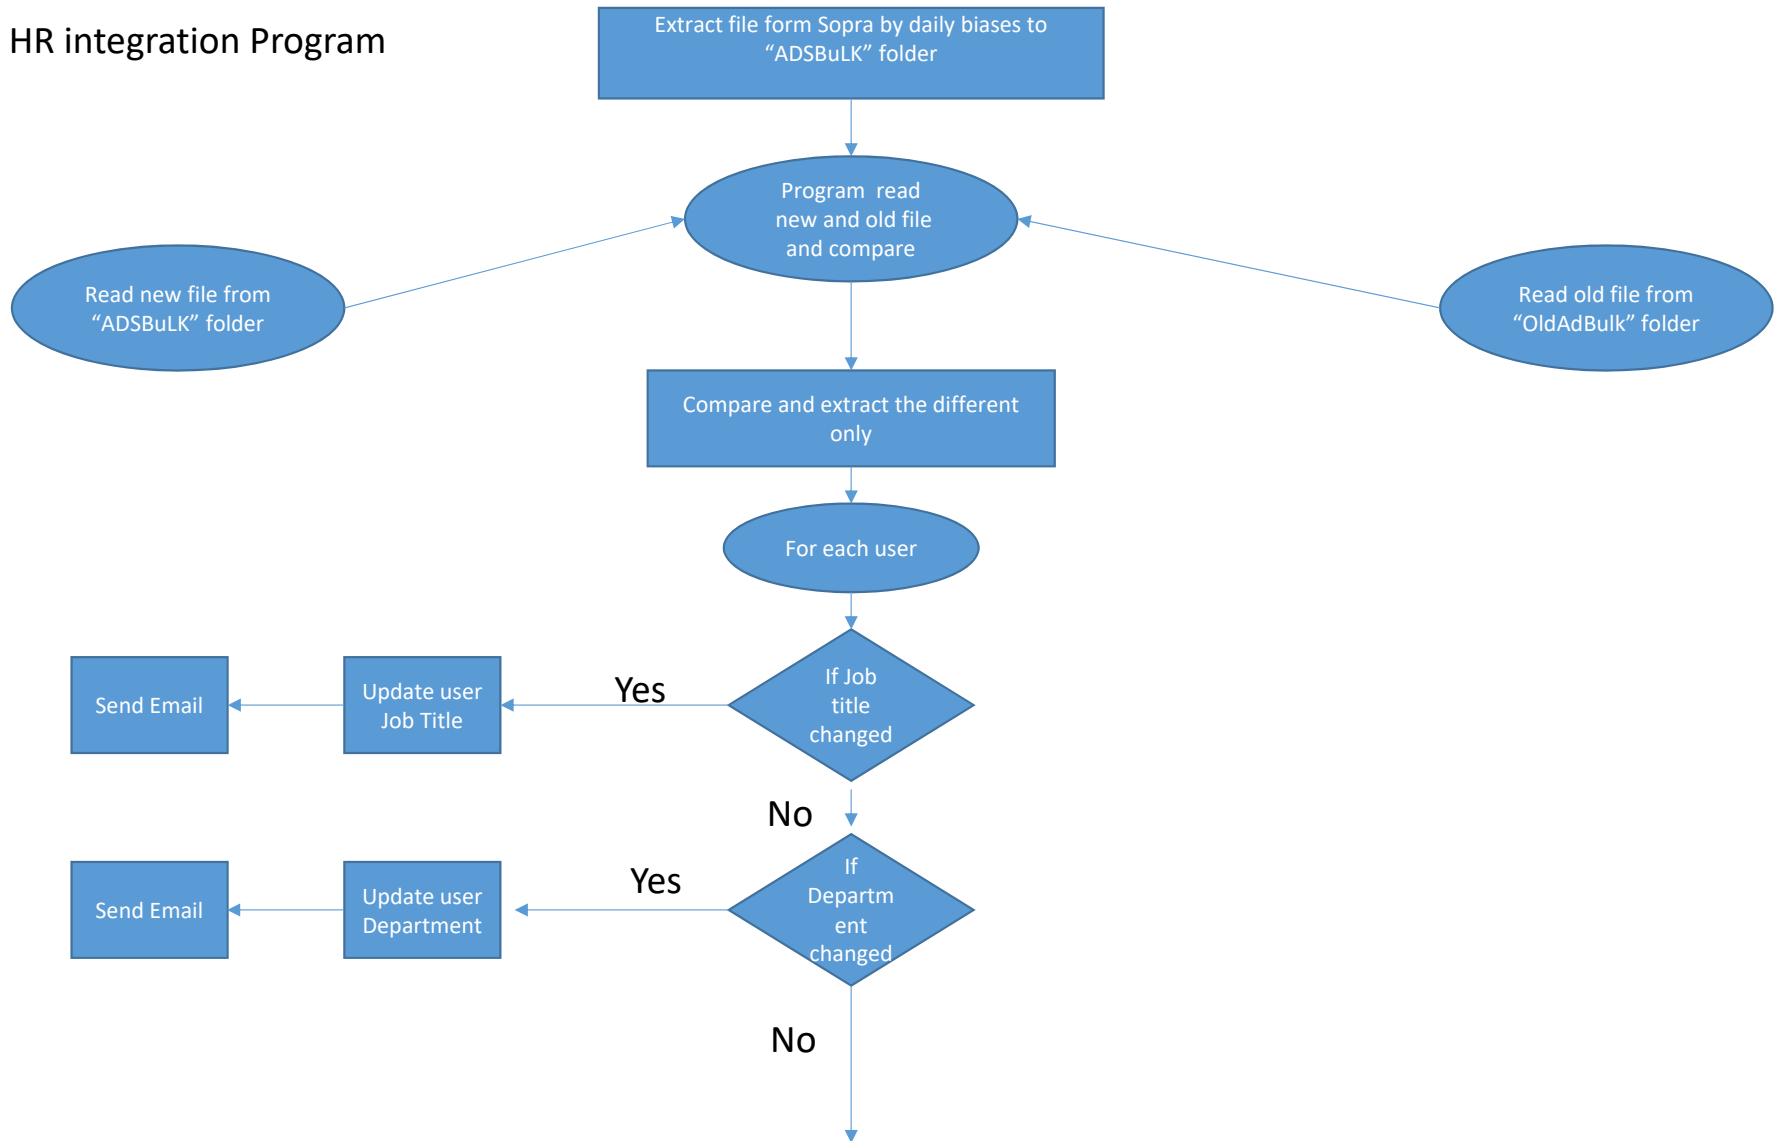 HR integration Program
Extract file form Sopra by daily biases to
“ADSBuLK” folder
Program  read
new and old file
and compare
Read new file from
“ADSBuLK” folder
Read old file from
“OldAdBulk” folder
Compare and extract the different
only
For each user
If Job
title
changed
Yes
Update user
Job Title
Send Email
No
If
Departm
ent
changed
Yes
Update user
Department
Send Email
No